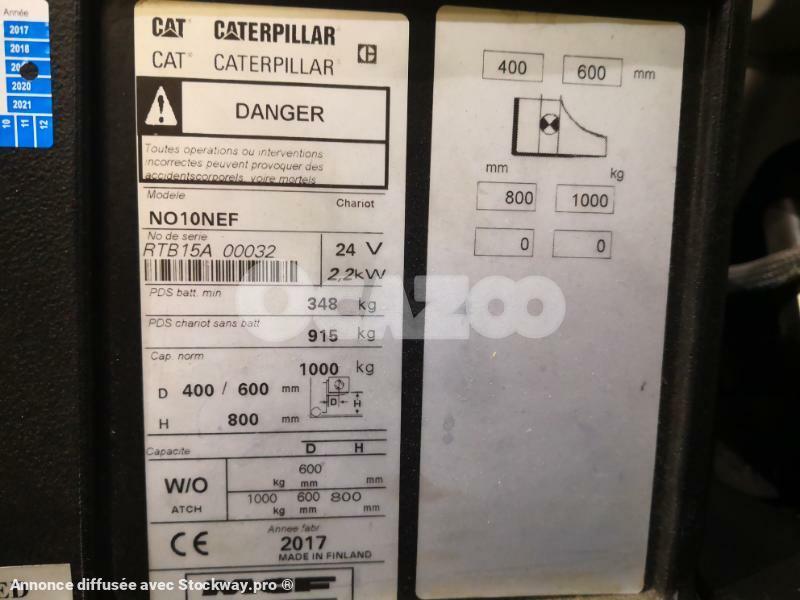 Année
2017
2018
2020
2021
10 11 12
CAT CATERPILLAR
CAT CATERPILLAR
DANGER
Toutes operations ou interventions
incorrectes peuvent provoquer des
accidentscorporels, voire mortels
Modele
Chariot
NO10NEF
No de serie
RTB15A 00032
24 V
2,2kW
PDS batt. min
348 kg
PDS chariot sans batt
915 kg
Cap. norm
1000 kg
D 400 / 600 mm
D H
H 800 mm
Capacite D H
W/O
ATCH
600
kg mm mm
1000 600 800
kg mm mm
CE
Annee fabr
2017
MADE IN FINLAND
400 600 mm
mm kg
800 1000
0 0
OCAZOO
ED
Annonce diffusée avec Stockway.pro ®